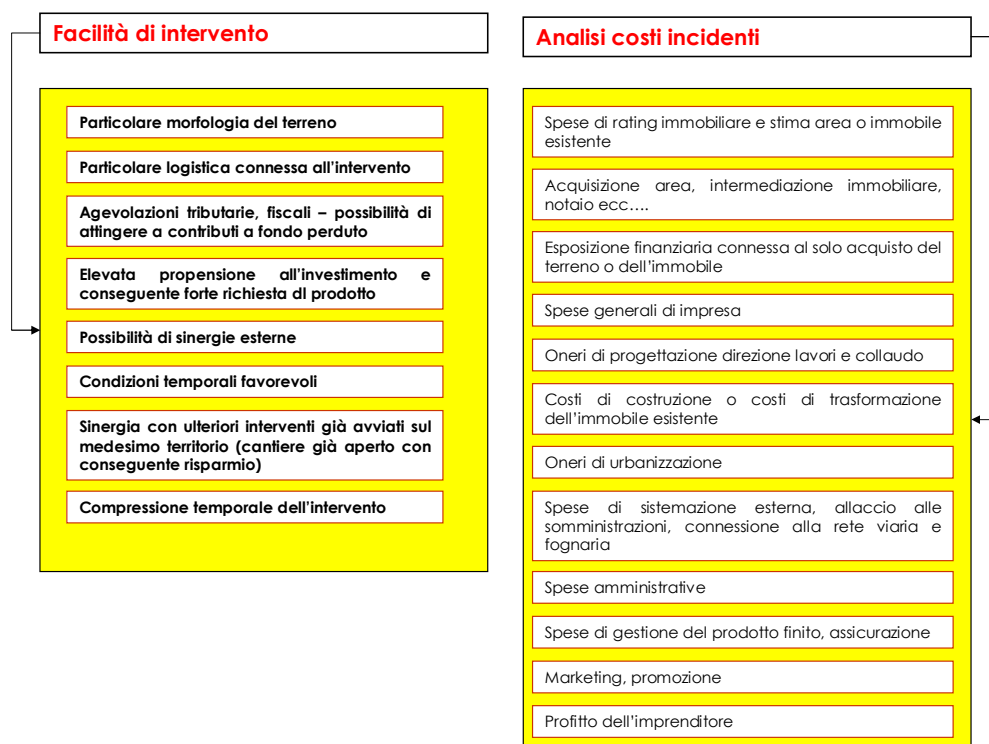 Facilità di intervento
Particolare morfologia del terreno
Particolare logistica connessa all'intervento
Agevolazioni tributarie, fiscali – possibilità di
attingere a contributi a fondo perduto
Elevata propensione all'investimento e
conseguente forte richiesta dI prodotto
Possibilità di sinergie esterne
Condizioni temporali favorevoli
Sinergia con ulteriori interventi già avviati sul
medesimo territorio (cantiere già aperto con
conseguente risparmio)
Compressione temporale dell'intervento
Analisi costi incidenti
Spese di rating immobiliare e stima area o immobile
esistente
Acquisizione area, intermediazione immobiliare,
notaio ecc….
Esposizione finanziaria connessa al solo acquisto del
terreno o dell'immobile
Spese generali di impresa
Oneri di progettazione direzione lavori e collaudo
Costi di costruzione o costi di trasformazione
dell'immobile esistente
Oneri di urbanizzazione
Spese di sistemazione esterna, allaccio alle
somministrazioni, connessione alla rete viaria e
fognaria
Spese amministrative
Spese di gestione del prodotto finito, assicurazione
Marketing, promozione
Profitto dell'imprenditore